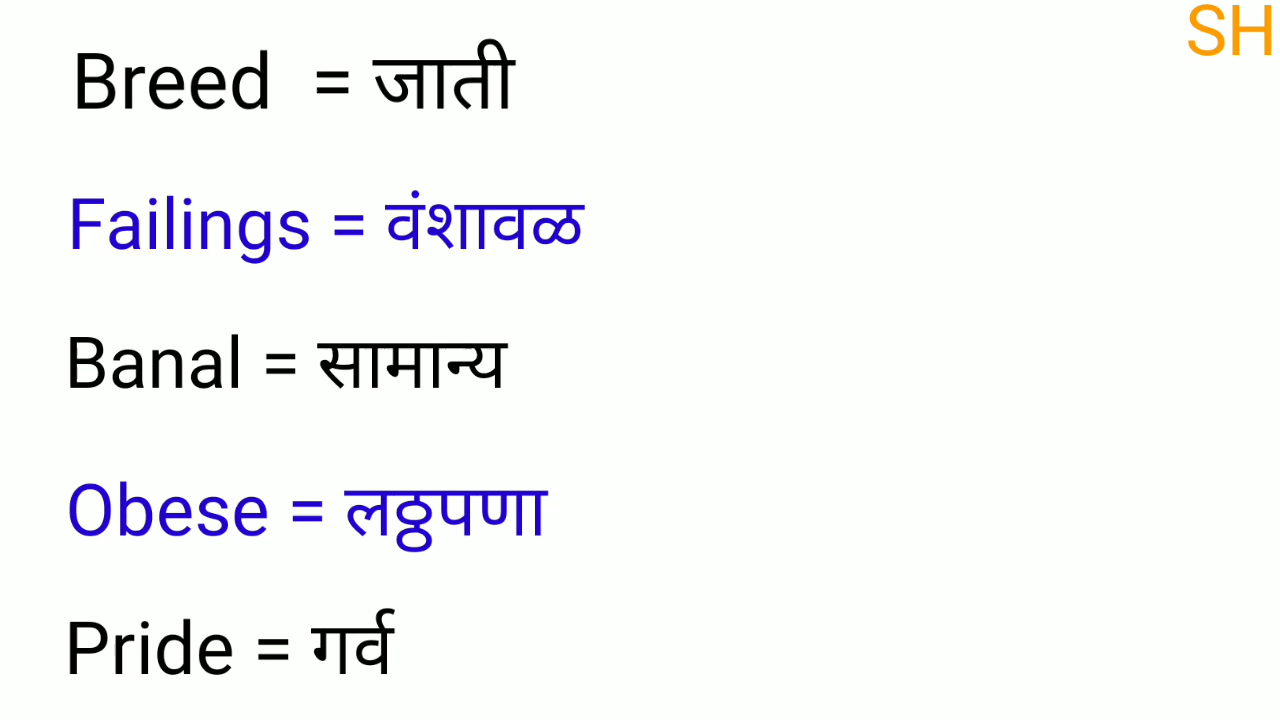 SH
Breed = जाती
Failings = वंशावळ
Banal = सामान्य
Obese = लठ्ठपणा
Pride = गर्व